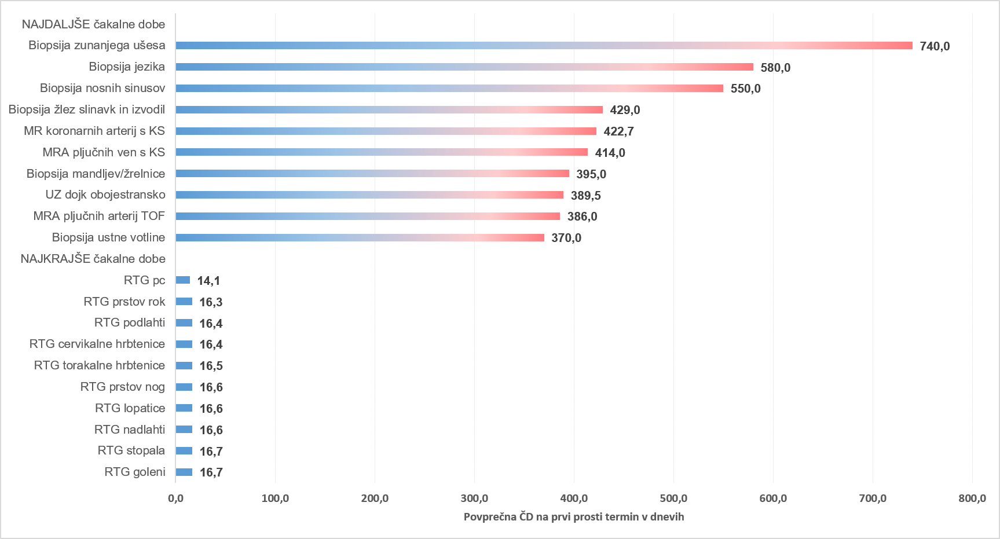 NAJDALJŠE čakalne dobe
Biopsija zunanjega ušesa 740,0
Biopsija jezika 580,0
Biopsija nosnih sinusov 550,0
Biopsija žlez slinavk in izvodil 429,0
MR koronarnih arterij s KS 422,7
MRA pljučnih ven s KS 414,0
Biopsija mandljev/žrelnice 395,0
UZ dojk obojestransko 389,5
MRA pljučnih arterij TOF 386,0
Biopsija ustne votline 370,0
NAJKRAJŠE čakalne dobe
RTG pc 14,1
RTG prstov rok 16,3
RTG podlahti 16,4
RTG cervikalne hrbtenice 16,4
RTG torakalne hrbtenice 16,5
RTG prstov nog 16,6
RTG lopatice 16,6
RTG nadlahti 16,6
RTG stopala 16,7
RTG goleni 16,7
0,0 100,0 200,0 300,0 400,0 500,0 600,0 700,0 800,0
Povprečna ČD na prvi prosti termin v dnevih